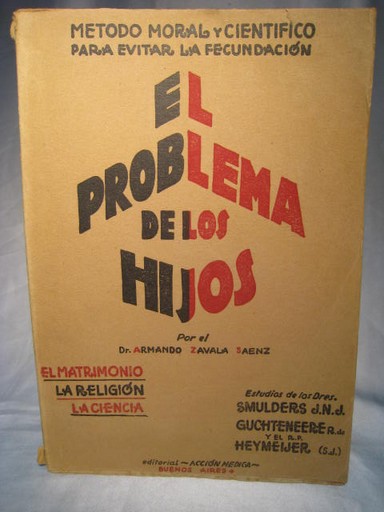 METODO MORAL Y CIENTIFICO
PARA EVITAR LA FECUNDACIÓN
EL
PROBLEMA
DE LOS
HIJOS
Por el
Dr. ARMANDO ZAVALA SAENZ
EL MATRIMONIO
LA RELIGIÓN
LA CIENCIA
Estudios de los Dres.
SMULDERS J.N.J.
GUCHTENEERE R. de
Y EL R.P.
HEYMEIJER (S.J.)
editorial ~ ACCIÓN MEDICA ~
BUENOS AIRES